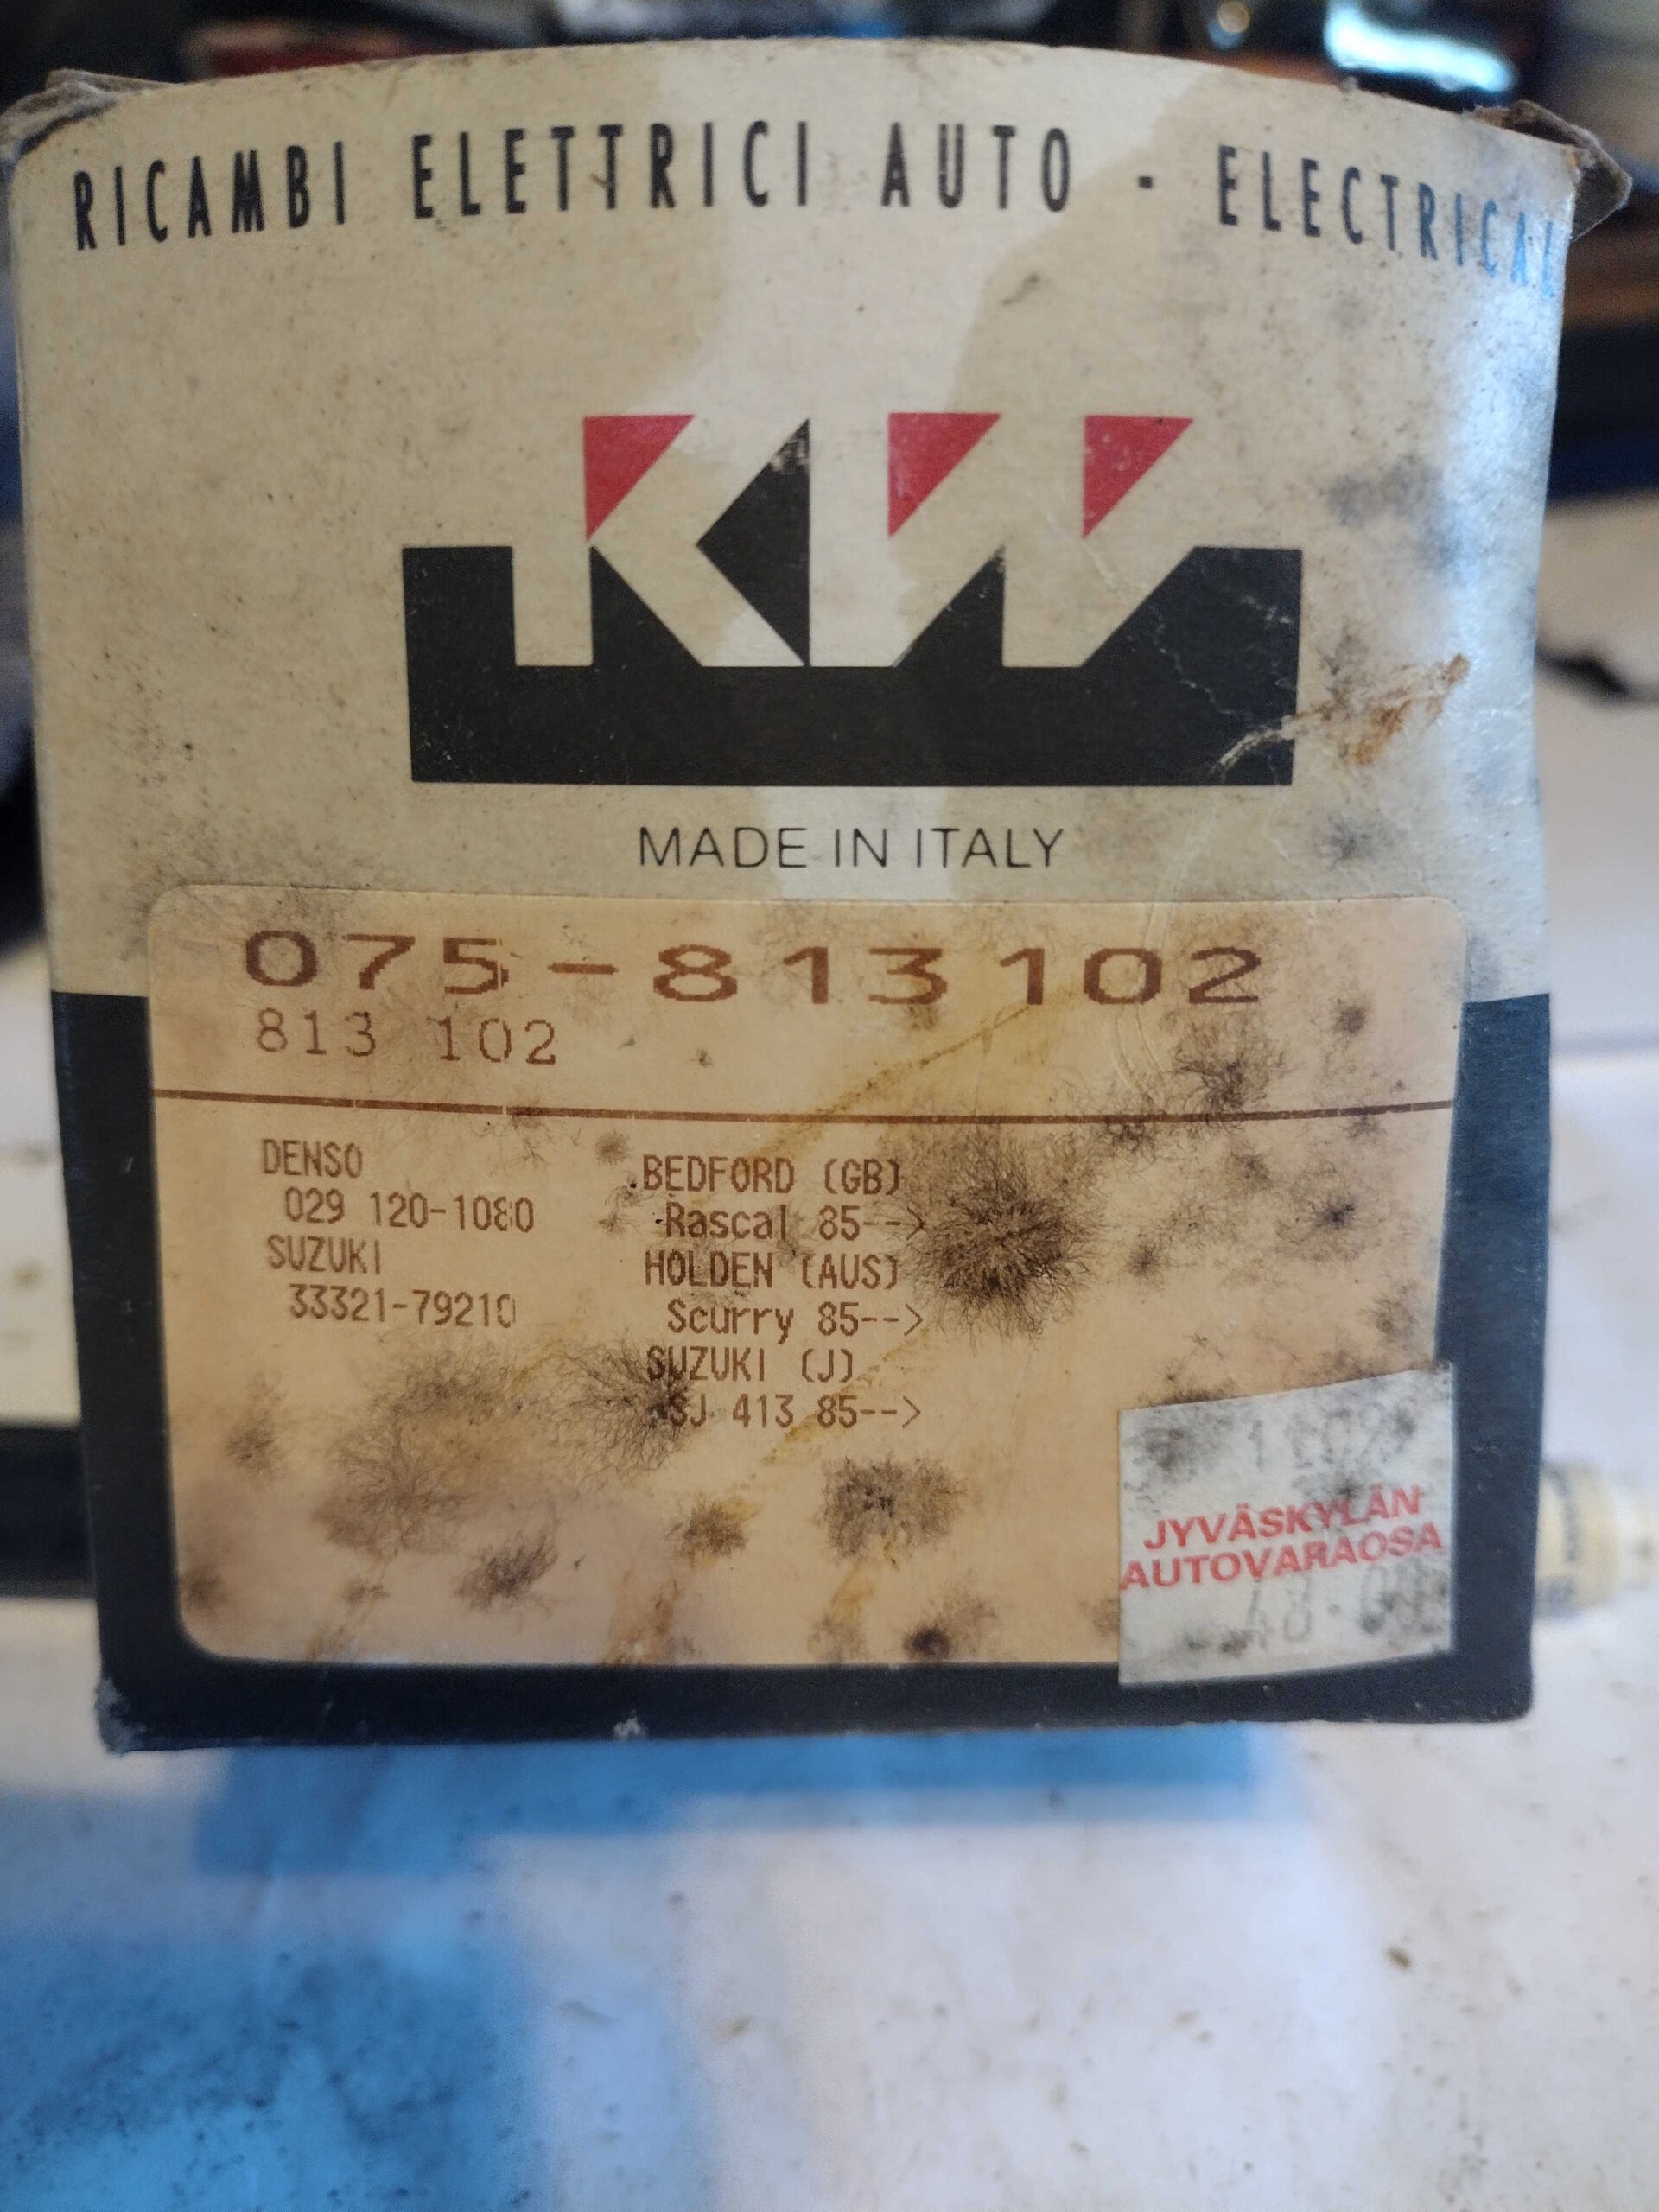 RICAMBI ELETTRICI AUTO - ELECTRICAL
KW
MADE IN ITALY
075-813102
813 102
DENSO
029 120-1080
SUZUKI
33321-79210
BEDFORD (GB)
Rascal 85-->
HOLDEN (AUS)
Scurry 85-->
SUZUKI (J)
SJ 413 85-->
JYVÄSKYLÄN
AUTOVARAOSA